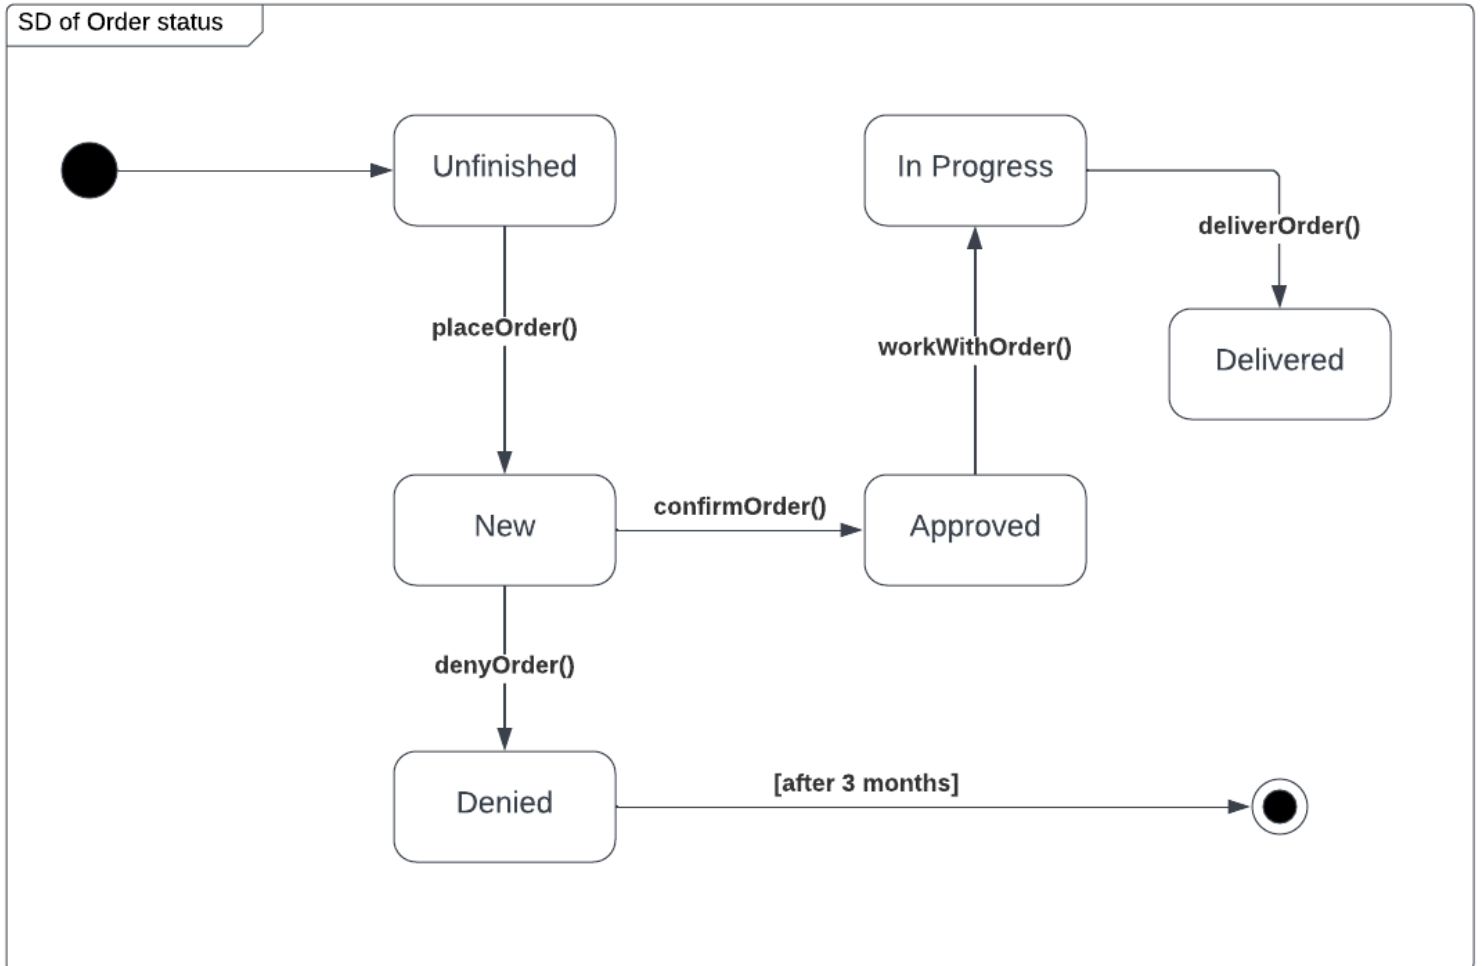 SD of Order status
Unfinished
In Progress
deliverOrder()
placeOrder()
workWithOrder()
Delivered
confirmOrder()
New
Approved
denyOrder()
[after 3 months]
Denied